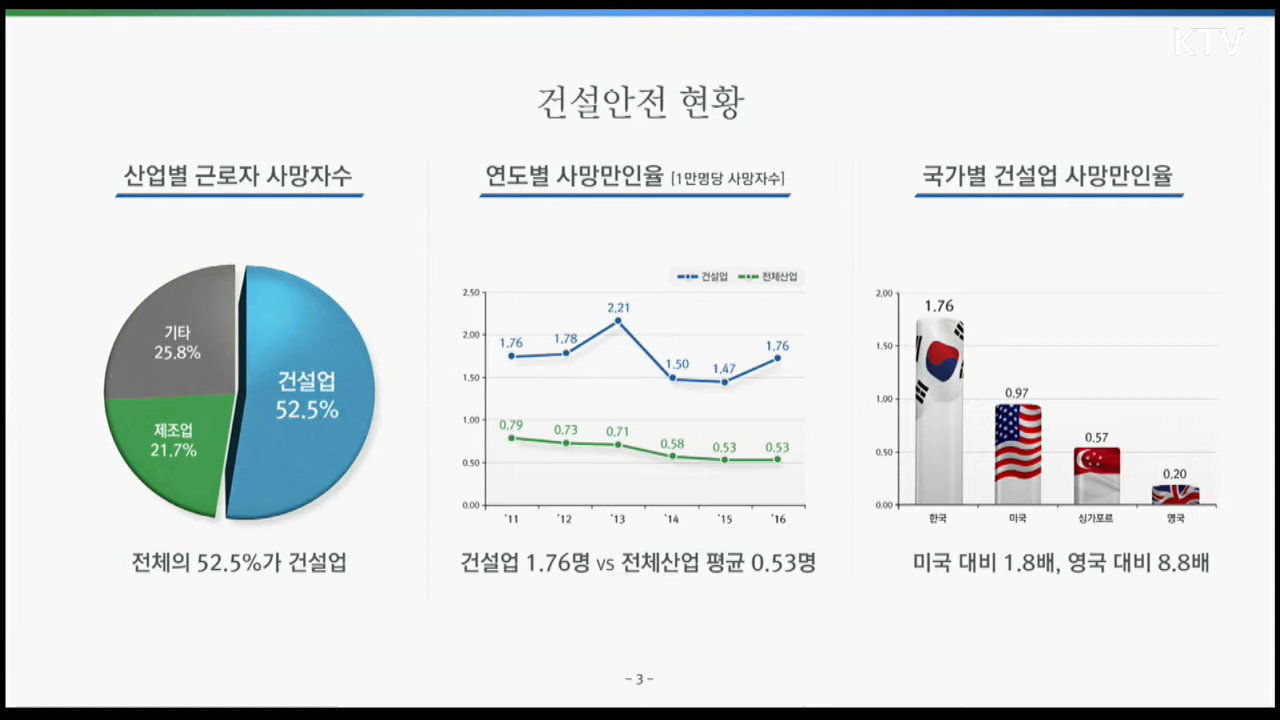 KTV
건설안전 현황
산업별 근로자 사망자수
기타
25.8%
건설업
52.5%
제조업
21.7%
전체의 52.5%가 건설업
연도별 사망만인율 [1만명당 사망자수]
건설업 전체산업
2.50
2.00
1.50
1.00
0.50
0.00
1.76 1.78 2.21 1.50 1.47 1.76
0.79 0.73 0.71 0.58 0.53 0.53
'11 '12 '13 '14 '15 '16
건설업 1.76명 vs 전체산업 평균 0.53명
국가별 건설업 사망만인율
2.00
1.50
1.00
0.50
0.00
1.76 0.97 0.57 0.20
한국 미국 싱가포르 영국
미국 대비 1.8배, 영국 대비 8.8배
- 3 -